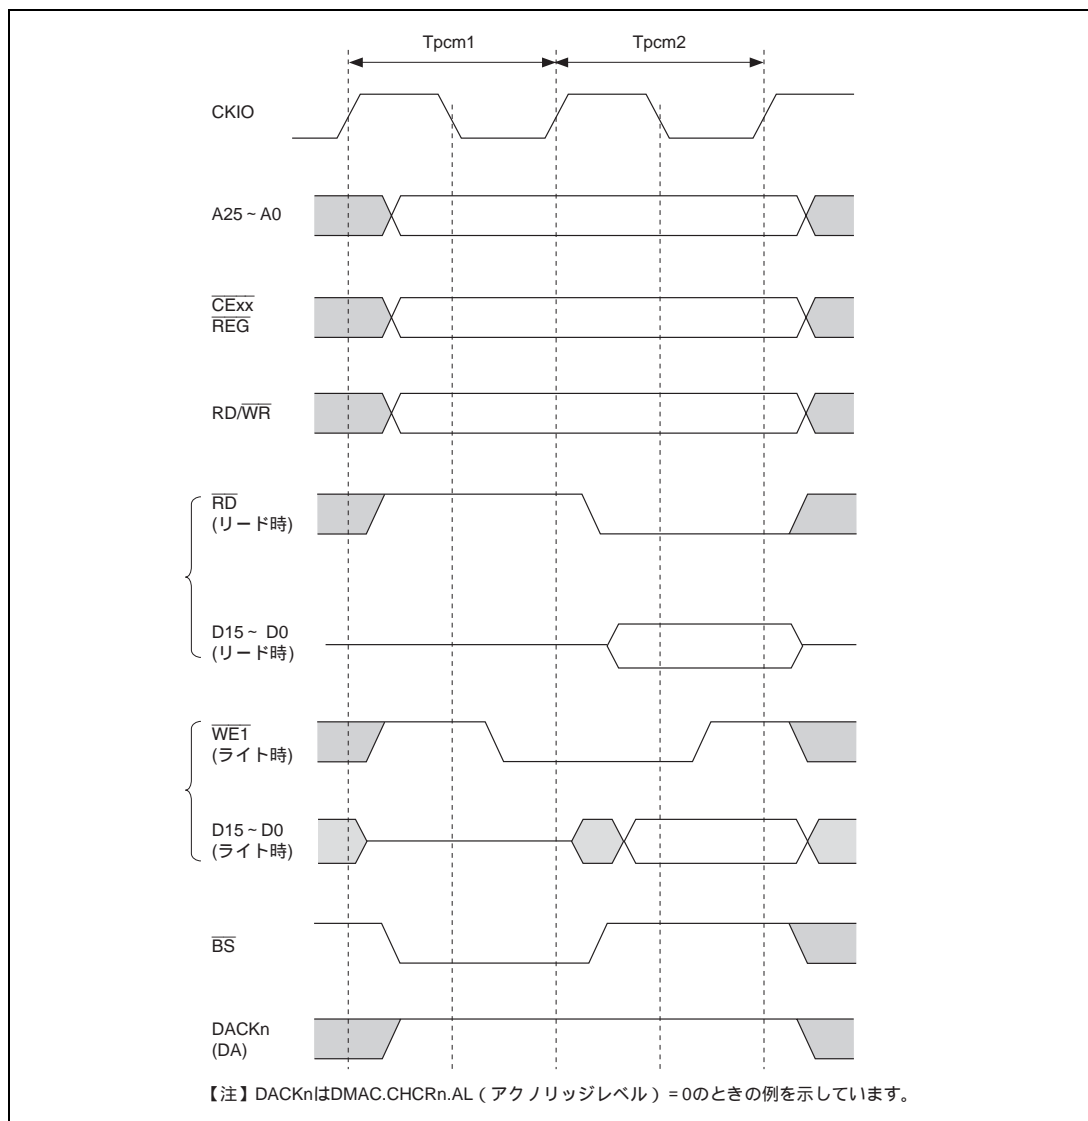 Tpcm1 Tpcm2
CKIO
A25 ~ A0
CExx
REG
RD/WR
RD
(リード時)
D15 ~ D0
(リード時)
WE1
(ライト時)
D15 ~ D0
(ライト時)
BS
DACKn
(DA)
【注】DACKnはDMAC.CHCRn.AL(アクノリッジレベル)= 0のときの例を示しています。